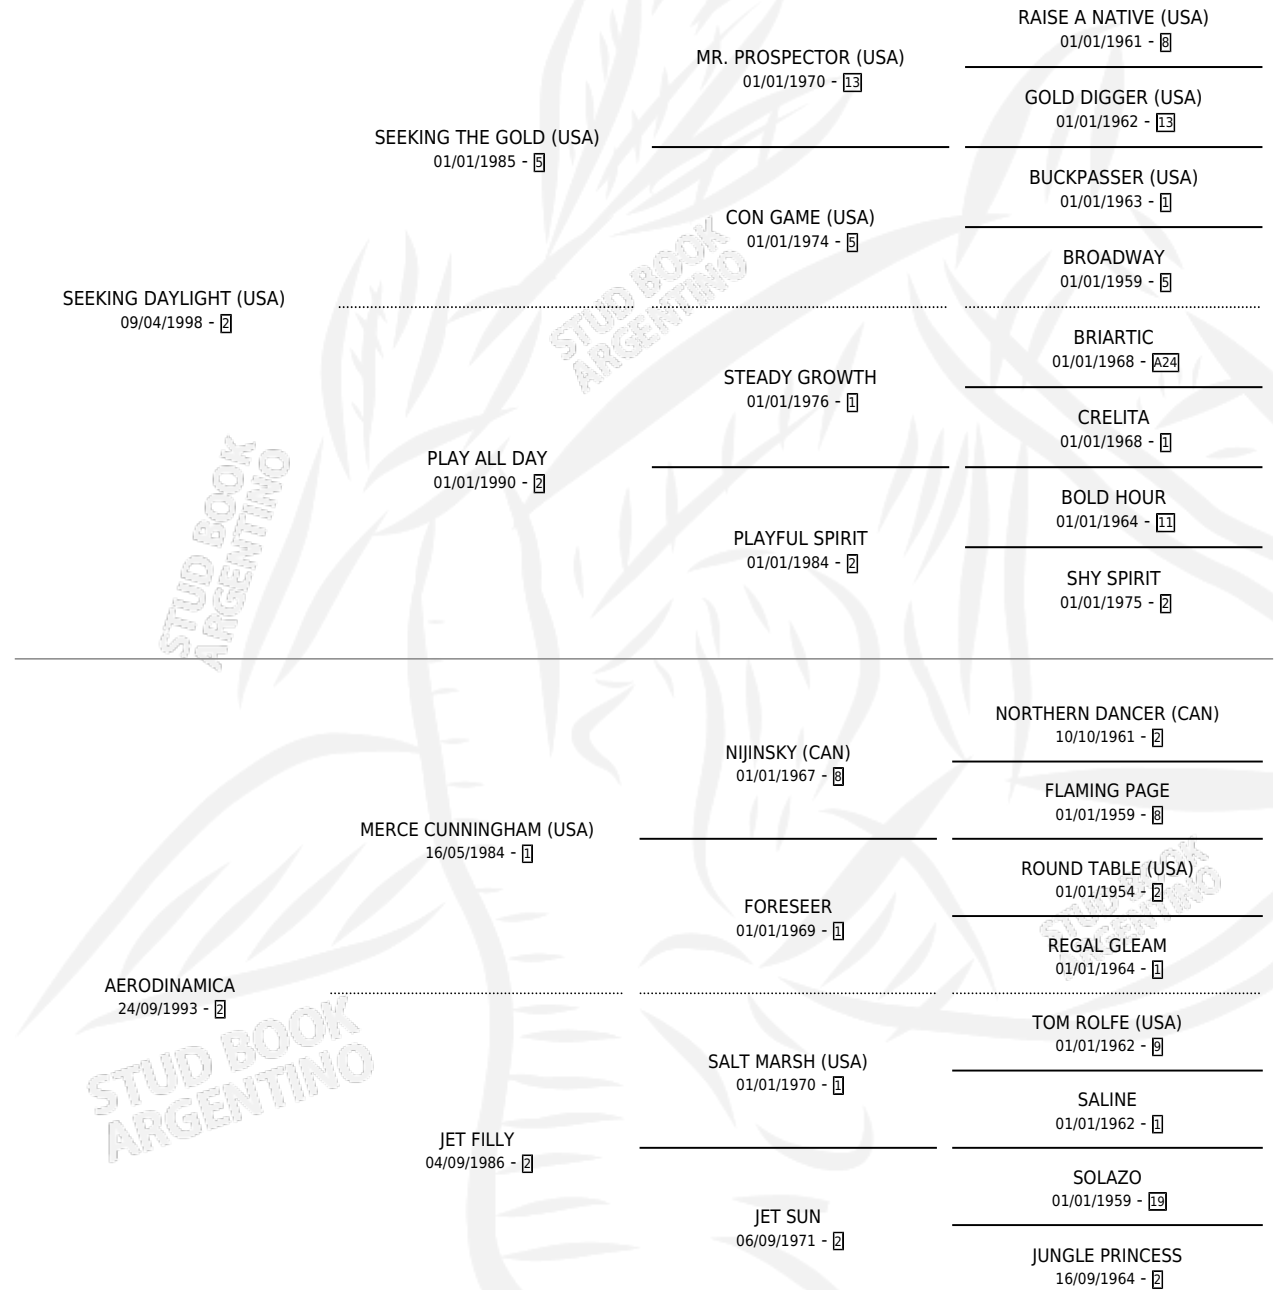 RAISE A NATIVE (USA)
01/01/1961 - 8
MR. PROSPECTOR (USA)
01/01/1970 - 13
GOLD DIGGER (USA)
01/01/1962 - 13
SEEKING THE GOLD (USA)
01/01/1985 - 5
BUCKPASSER (USA)
01/01/1963 - 1
CON GAME (USA)
01/01/1974 - 5
BROADWAY
01/01/1959 - 5
SEEKING DAYLIGHT (USA)
09/04/1998 - 2
BRIARTIC
01/01/1968 - A24
STEADY GROWTH
01/01/1976 - 1
CRELITA
01/01/1968 - 1
PLAY ALL DAY
01/01/1990 - 2
BOLD HOUR
01/01/1964 - 11
PLAYFUL SPIRIT
01/01/1984 - 2
SHY SPIRIT
01/01/1975 - 2
NORTHERN DANCER (CAN)
10/10/1961 - 2
NIJINSKY (CAN)
01/01/1967 - 8
FLAMING PAGE
01/01/1959 - 8
MERCE CUNNINGHAM (USA)
16/05/1984 - 1
ROUND TABLE (USA)
01/01/1954 - 2
FORESEER
01/01/1969 - 1
REGAL GLEAM
01/01/1964 - 1
AERODINAMICA
24/09/1993 - 2
TOM ROLFE (USA)
01/01/1962 - 9
SALT MARSH (USA)
01/01/1970 - 1
SALINE
01/01/1962 - 1
JET FILLY
04/09/1986 - 2
SOLAZO
01/01/1959 - 19
JET SUN
06/09/1971 - 2
JUNGLE PRINCESS
16/09/1964 - 2
STUD BOOK
ARGENTINO
STUD BOOK
ARGENTINO
STUD BOOK
ARGENTINO
STUD BOOK
ARGENTINO